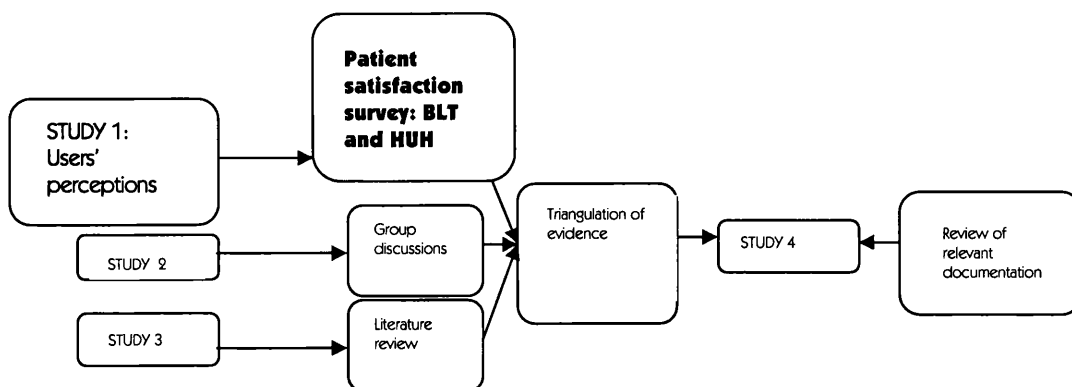 STUDY 1:
Users'
perceptions
Patient
satisfaction
survey: BLT
and HUH
STUDY 2
Group
discussions
STUDY 3
Literature
review
Triangulation of
evidence
STUDY 4
Review of
relevant
documentation